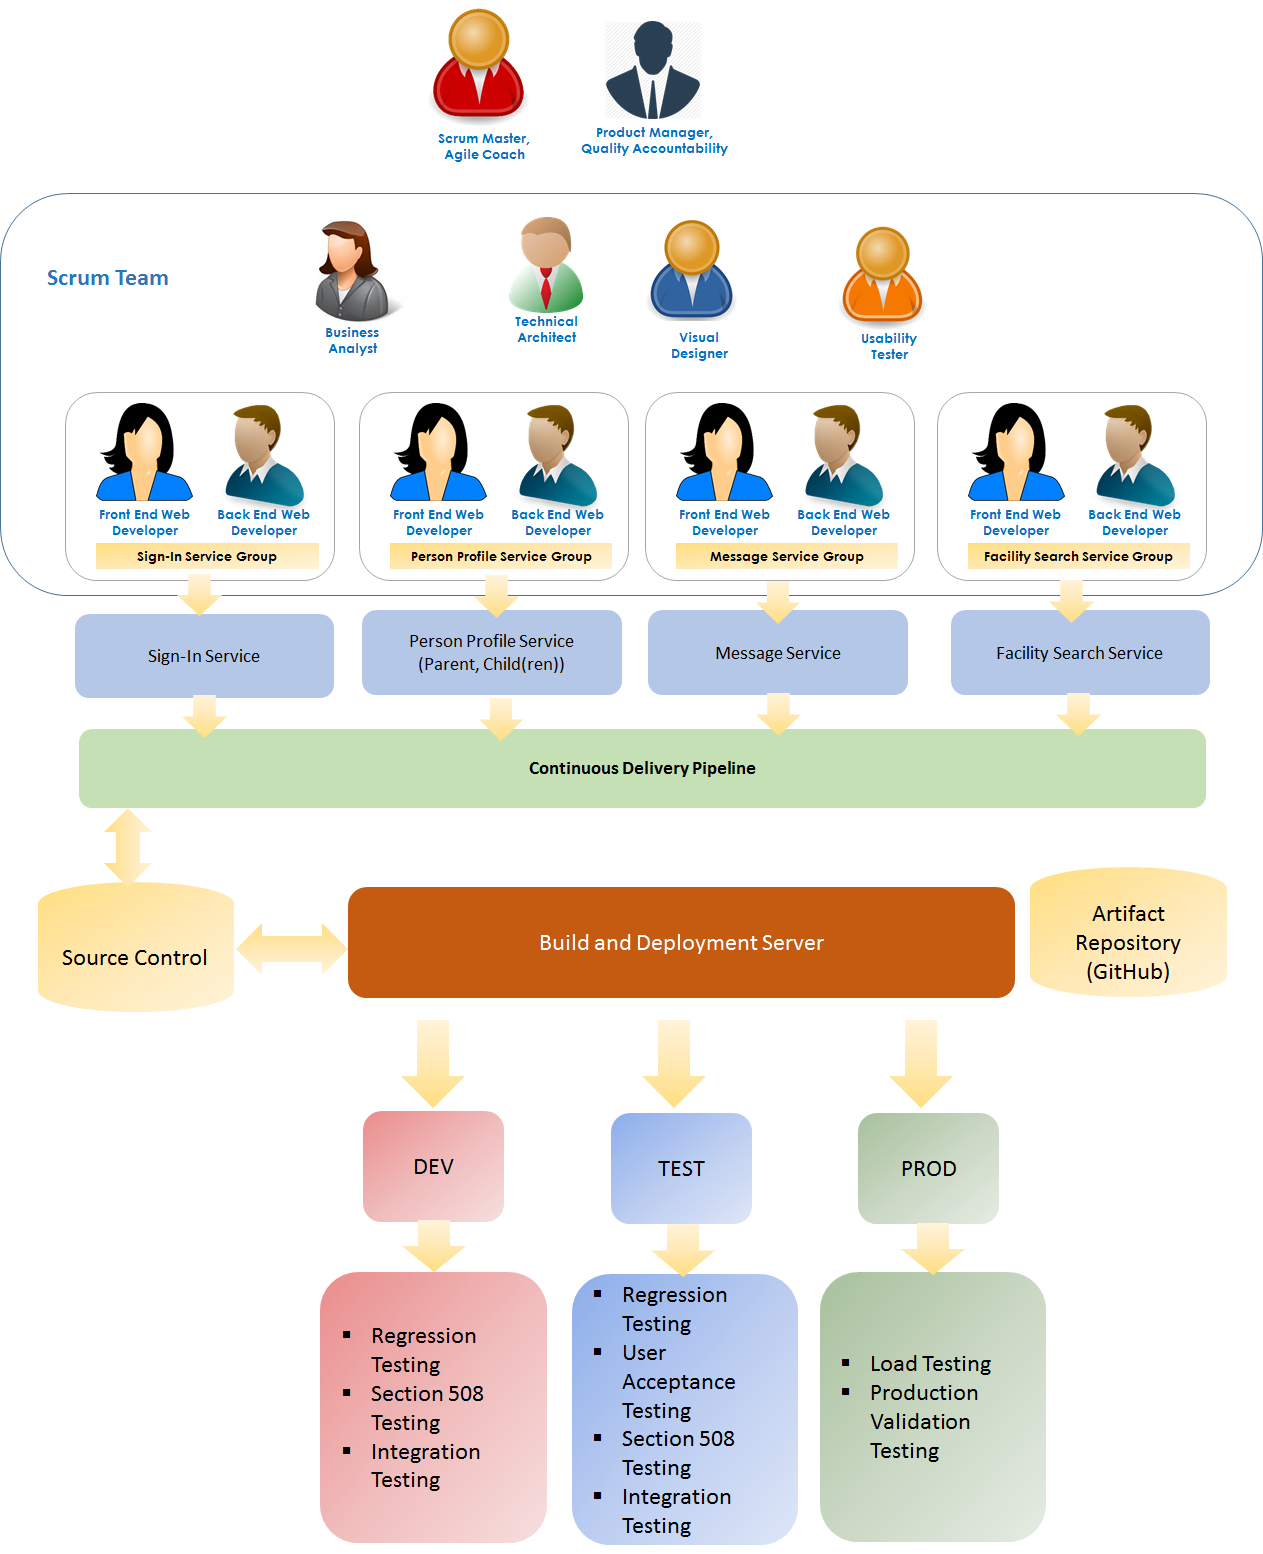 Scrum Master,
Agile Coach
Product Manager,
Quality Accountability
Scrum Team
Business
Analyst
Technical
Architect
Visual
Designer
Usability
Tester
Front End Web
Developer
Back End Web
Developer
Sign-In Service Group
Front End Web
Developer
Back End Web
Developer
Person Profile Service Group
Front End Web
Developer
Back End Web
Developer
Message Service Group
Front End Web
Developer
Back End Web
Developer
Facility Search Service Group
Sign-In Service
Person Profile Service
(Parent, Child(ren))
Message Service
Facility Search Service
Continuous Delivery Pipeline
Source Control
Build and Deployment Server
Artifact
Repository
(GitHub)
DEV
TEST
PROD
▪ Regression
Testing
▪ Section 508
Testing
▪ Integration
Testing
▪ Regression
Testing
▪ User
Acceptance
Testing
▪ Section 508
Testing
▪ Integration
Testing
▪ Load Testing
▪ Production
Validation
Testing